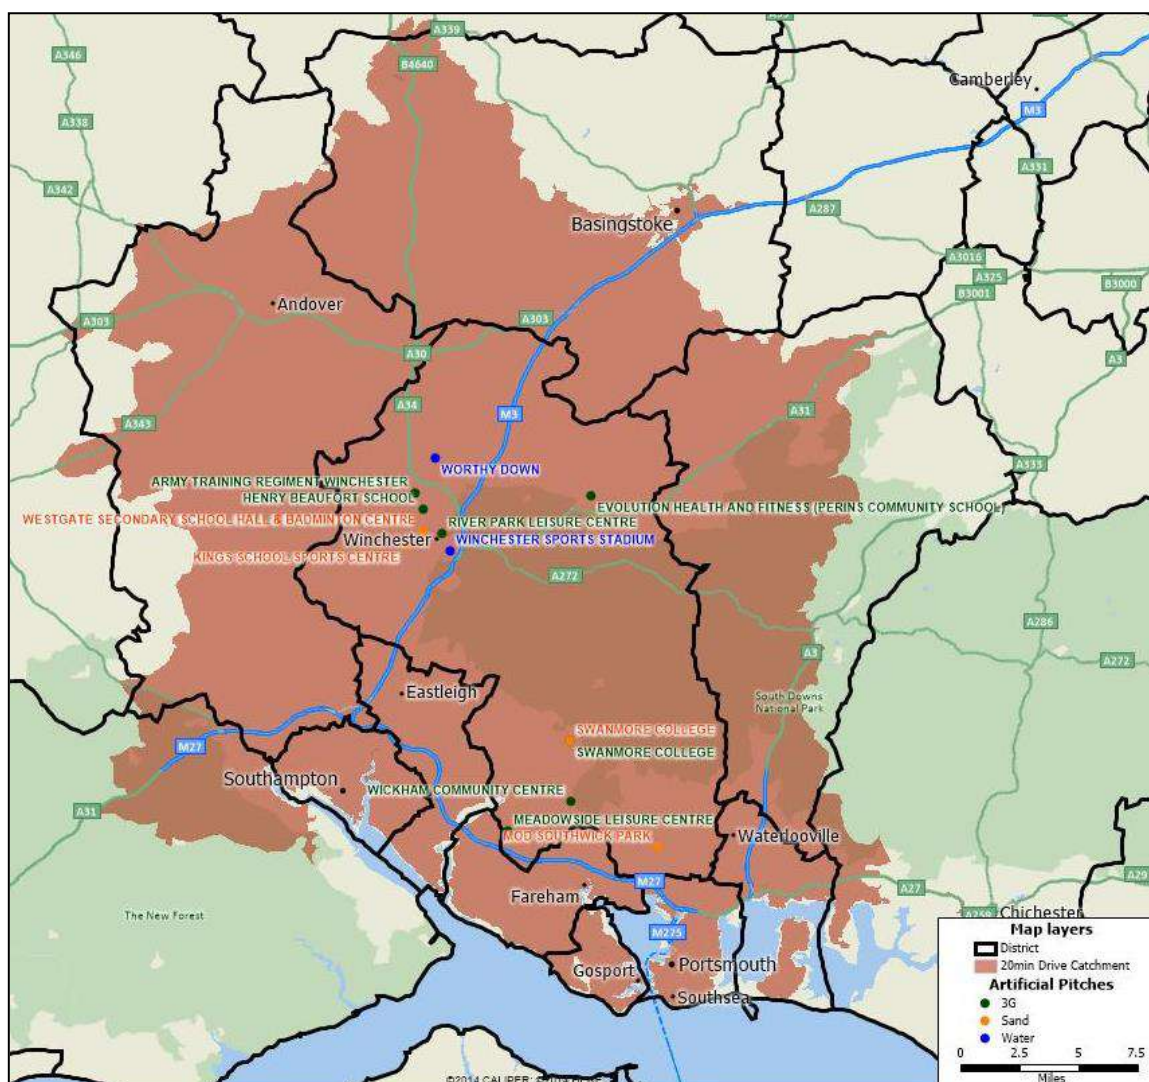 A339
A33
A346
B4640
Camberley
M3
A338
A331
A342
A287
Basingstoke
A3016
A325
B3001
B3000
Andover
A303
A303
A30
A3
A34
M3
A31
A343
WORTHY DOWN
A333
ARMY TRAINING REGIMENT WINCHESTER
HENRY BEAUFORT SCHOOL
EVOLUTION HEALTH AND FITNESS (PERINS COMMUNITY SCHOOL)
WESTGATE SECONDARY SCHOOL HALL & BADMINTON CENTRE
RIVER PARK LEISURE CENTRE
Winchester
WINCHESTER SPORTS STADIUM
KINGS SCHOOL SPORTS CENTRE
A272
A286
A3
A272
Eastleigh
South Downs
National Park
SWANMORE COLLEGE
M27
SWANMORE COLLEGE
Southampton
WICKHAM COMMUNITY CENTRE
A31
MEADOWSIDE LEISURE CENTRE
MOD SOUTHWICK PARK
Waterlooville
A29
M27
A27
Fareham
The New Forest
A259
Chichester
M275
Gosport
Portsmouth
Southsea
Map layers
District
20min Drive Catchment
Artificial Pitches
3G
Sand
Water
0 2.5 5 7.5
Miles
©2014 CALIPER;